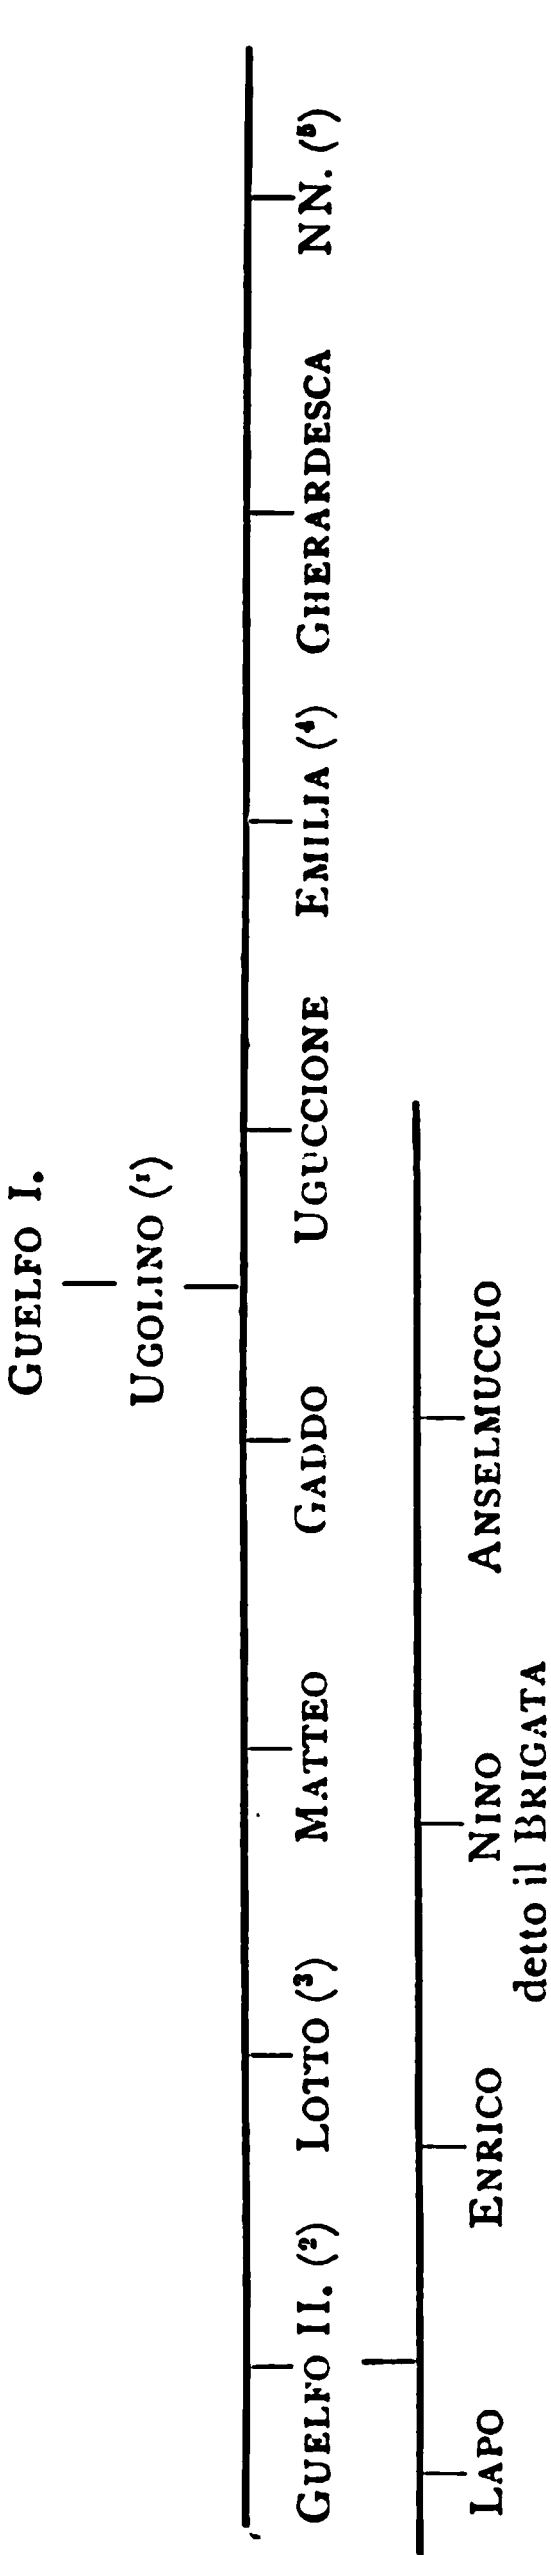 GUELFO I.
UGOLINO (¹)
GUELFO II. (²) LOTTO (³) MATTEO GADDO UGUCCIONE EMILIA (⁴) GHERARDESCA NN. (⁵)
LAPO ENRICO NINO ANSELMUCCIO
detto il BRIGATA